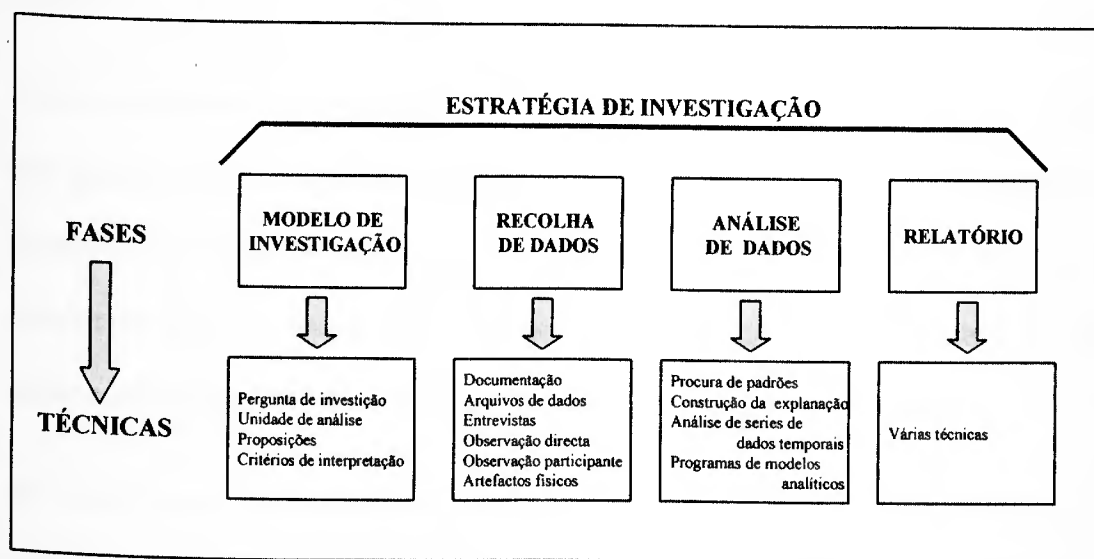 ESTRATÉGIA DE INVESTIGAÇÃO
FASES
TÉCNICAS
MODELO DE
INVESTIGAÇÃO
RECOLHA
DE DADOS
ANÁLISE
DE DADOS
RELATÓRIO
Pergunta de investição
Unidade de análise
Proposições
Critérios de interpretação
Documentação
Arquivos de dados
Entrevistas
Observação directa
Observação participante
Artefactos fisicos
Procura de padrões
Construção da explanação
Análise de series de
dados temporais
Programas de modelos
analíticos
Várias técnicas